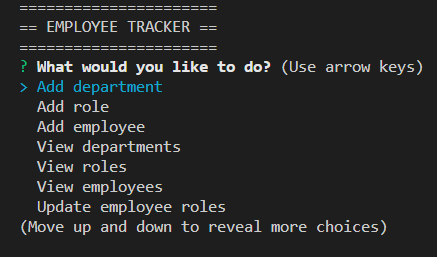 ======================
== EMPLOYEE TRACKER ==
======================
? What would you like to do? (Use arrow keys)
> Add department
Add role
Add employee
View departments
View roles
View employees
Update employee roles
(Move up and down to reveal more choices)